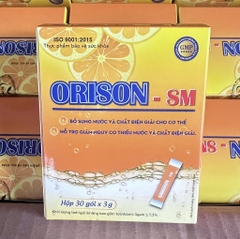 ISO 9001:2015
Thực phẩm bảo vệ sức khỏe
GMP
ORISON - SM
BỔ SUNG NƯỚC VÀ CHẤT ĐIỆN GIẢI CHO CƠ THỂ
HỖ TRỢ GIẢM NGUY CƠ THIẾU NƯỚC VÀ CHẤT ĐIỆN GIẢI.
Hộp 30 gói x 3g